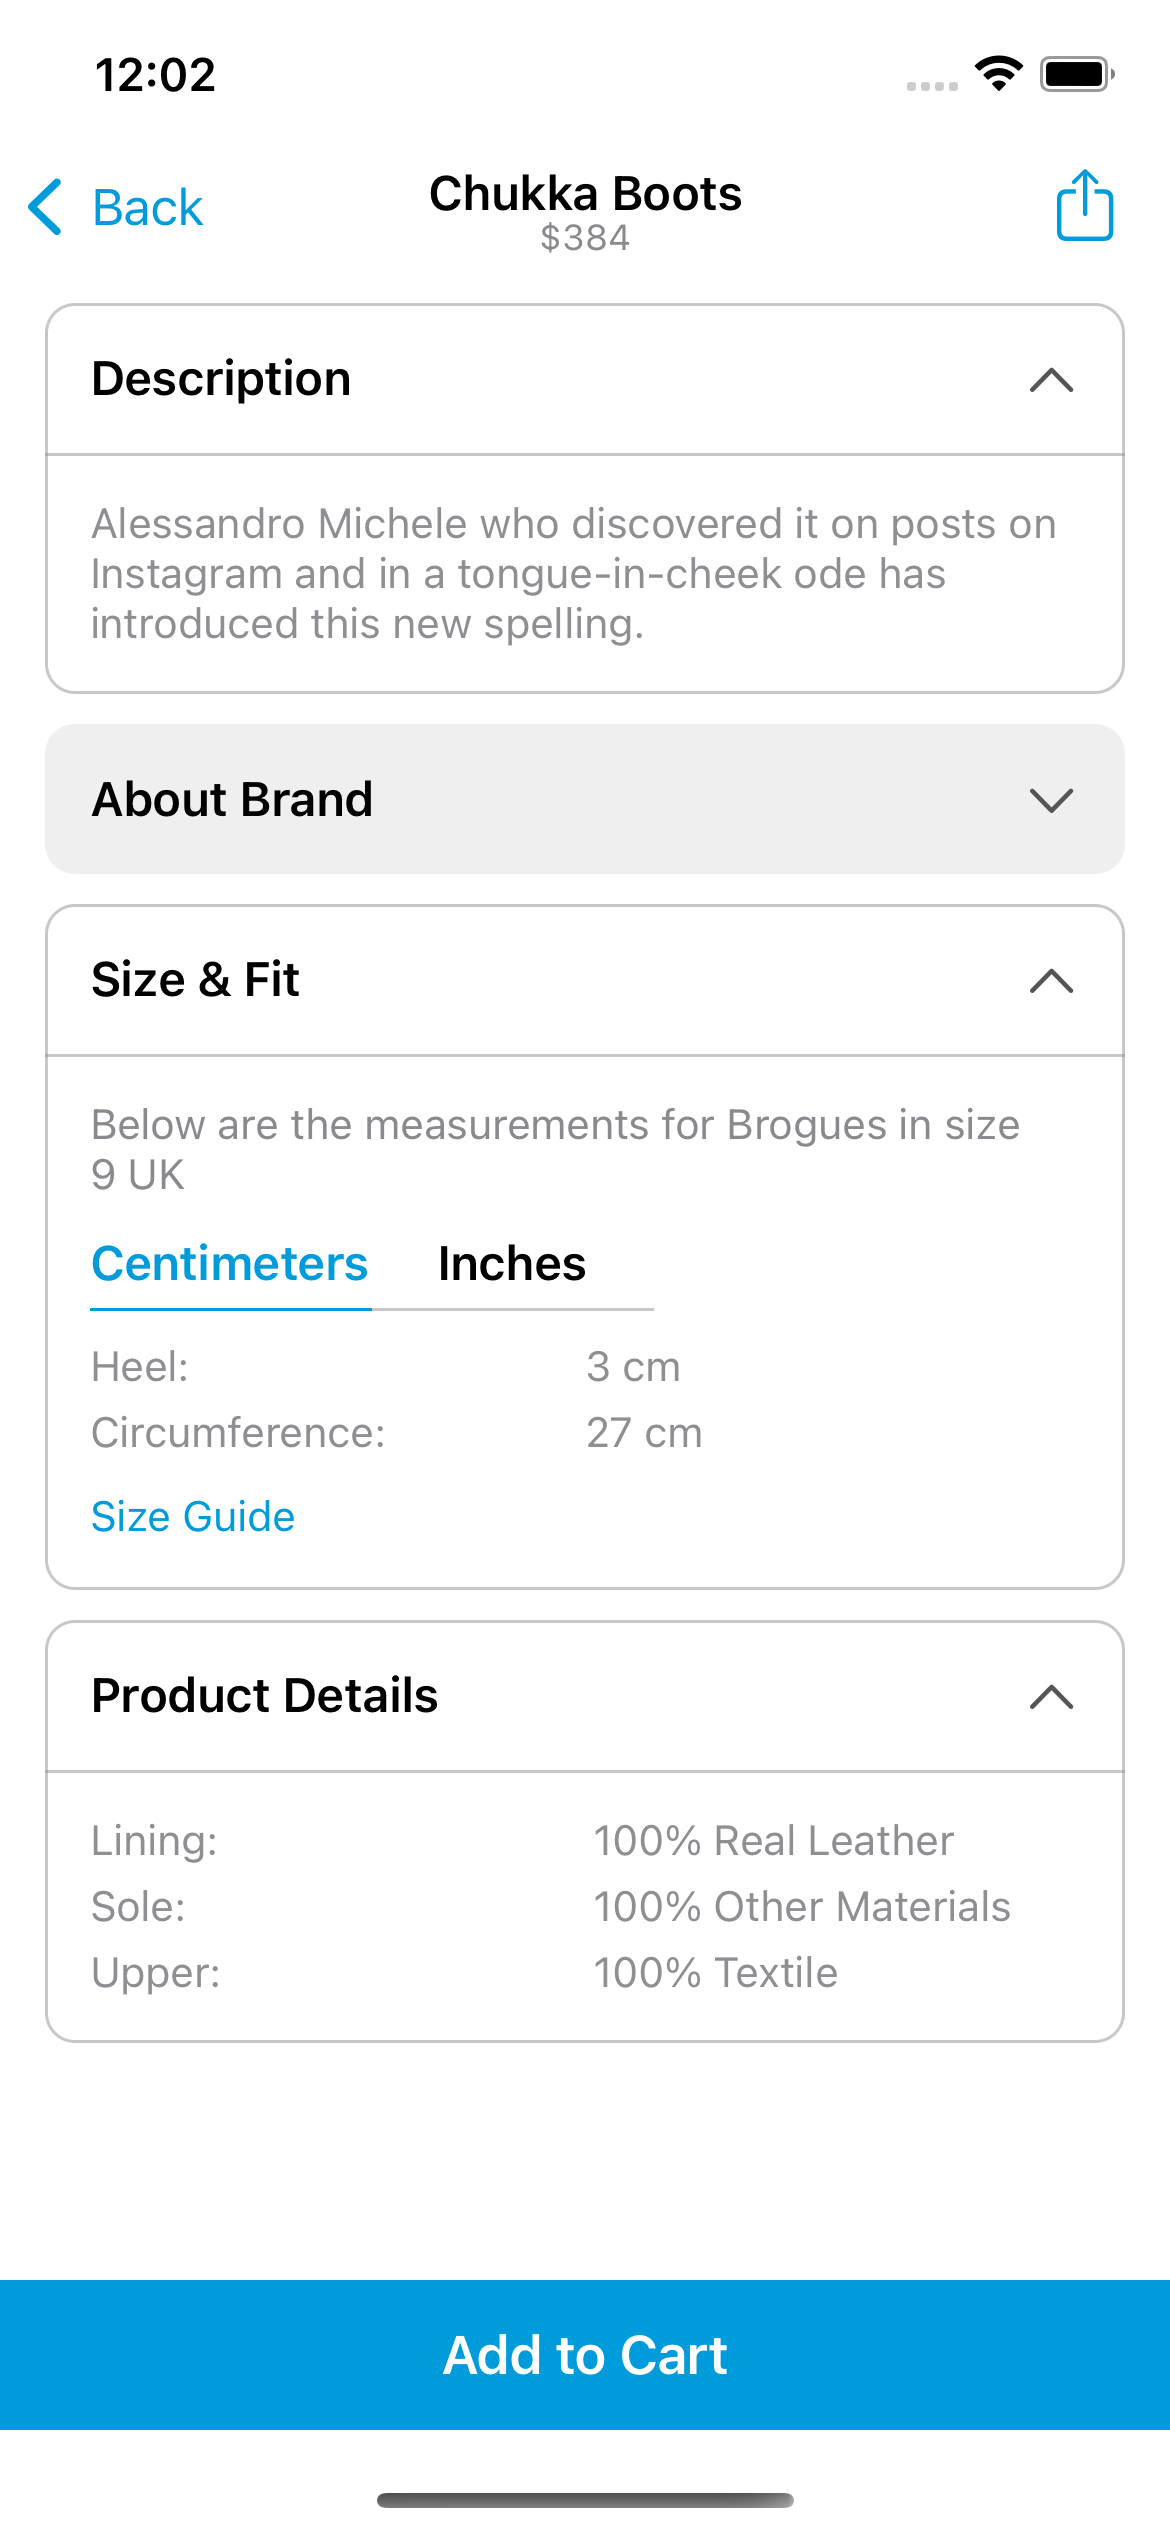 12:02
Back
Chukka Boots
$384
Description
Alessandro Michele who discovered it on posts on
Instagram and in a tongue-in-cheek ode has
introduced this new spelling.
About Brand
Size & Fit
Below are the measurements for Brogues in size
9 UK
Centimeters Inches
Heel: 3 cm
Circumference: 27 cm
Size Guide
Product Details
Lining: 100% Real Leather
Sole: 100% Other Materials
Upper: 100% Textile
Add to Cart